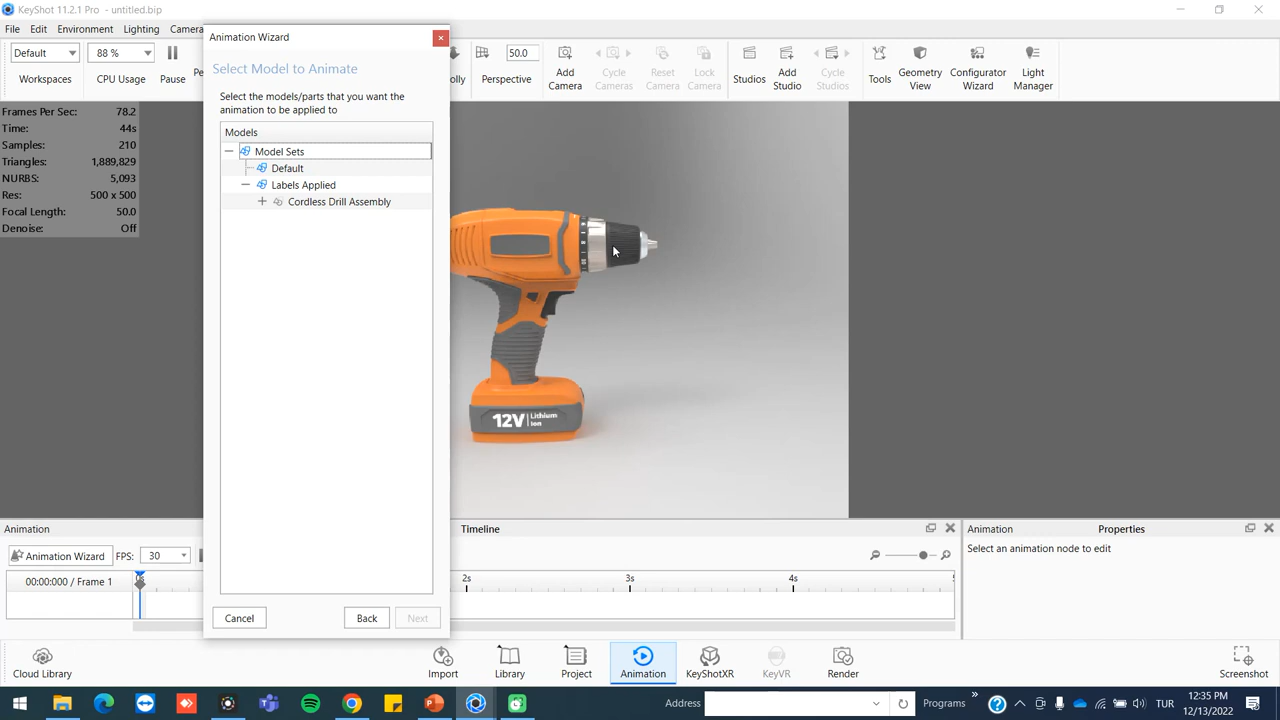 KeyShot 11.2.1 Pro - untitled.bip
File Edit Environment Lighting Camera
Animation Wizard
Default 88 % 50.0
Workspaces CPU Usage Pause Perspective Add Camera Cycle Cameras Reset Camera Lock Camera Studios Add Studio Cycle Studios Tools Geometry View Configurator Wizard Light Manager
Select Model to Animate
Select the models/parts that you want the
animation to be applied to
Models
Model Sets
Default
Labels Applied
Cordless Drill Assembly
Cancel Back Next
Frames Per Sec: 78.2
Time: 44s
Samples: 210
Triangles: 1,889,829
NURBS: 5,093
Res: 500 x 500
Focal Length: 50.0
Denoise: Off
12V Lithium
Ion
Animation Timeline Animation Properties
Animation Wizard FPS: 30
Select an animation node to edit
00:00:000 / Frame 1 2s 3s 4s
Cloud Library Import Library Project Animation KeyShotXR KeyVR Render Screenshot
Address Programs TUR 12:35 PM
12/13/2022